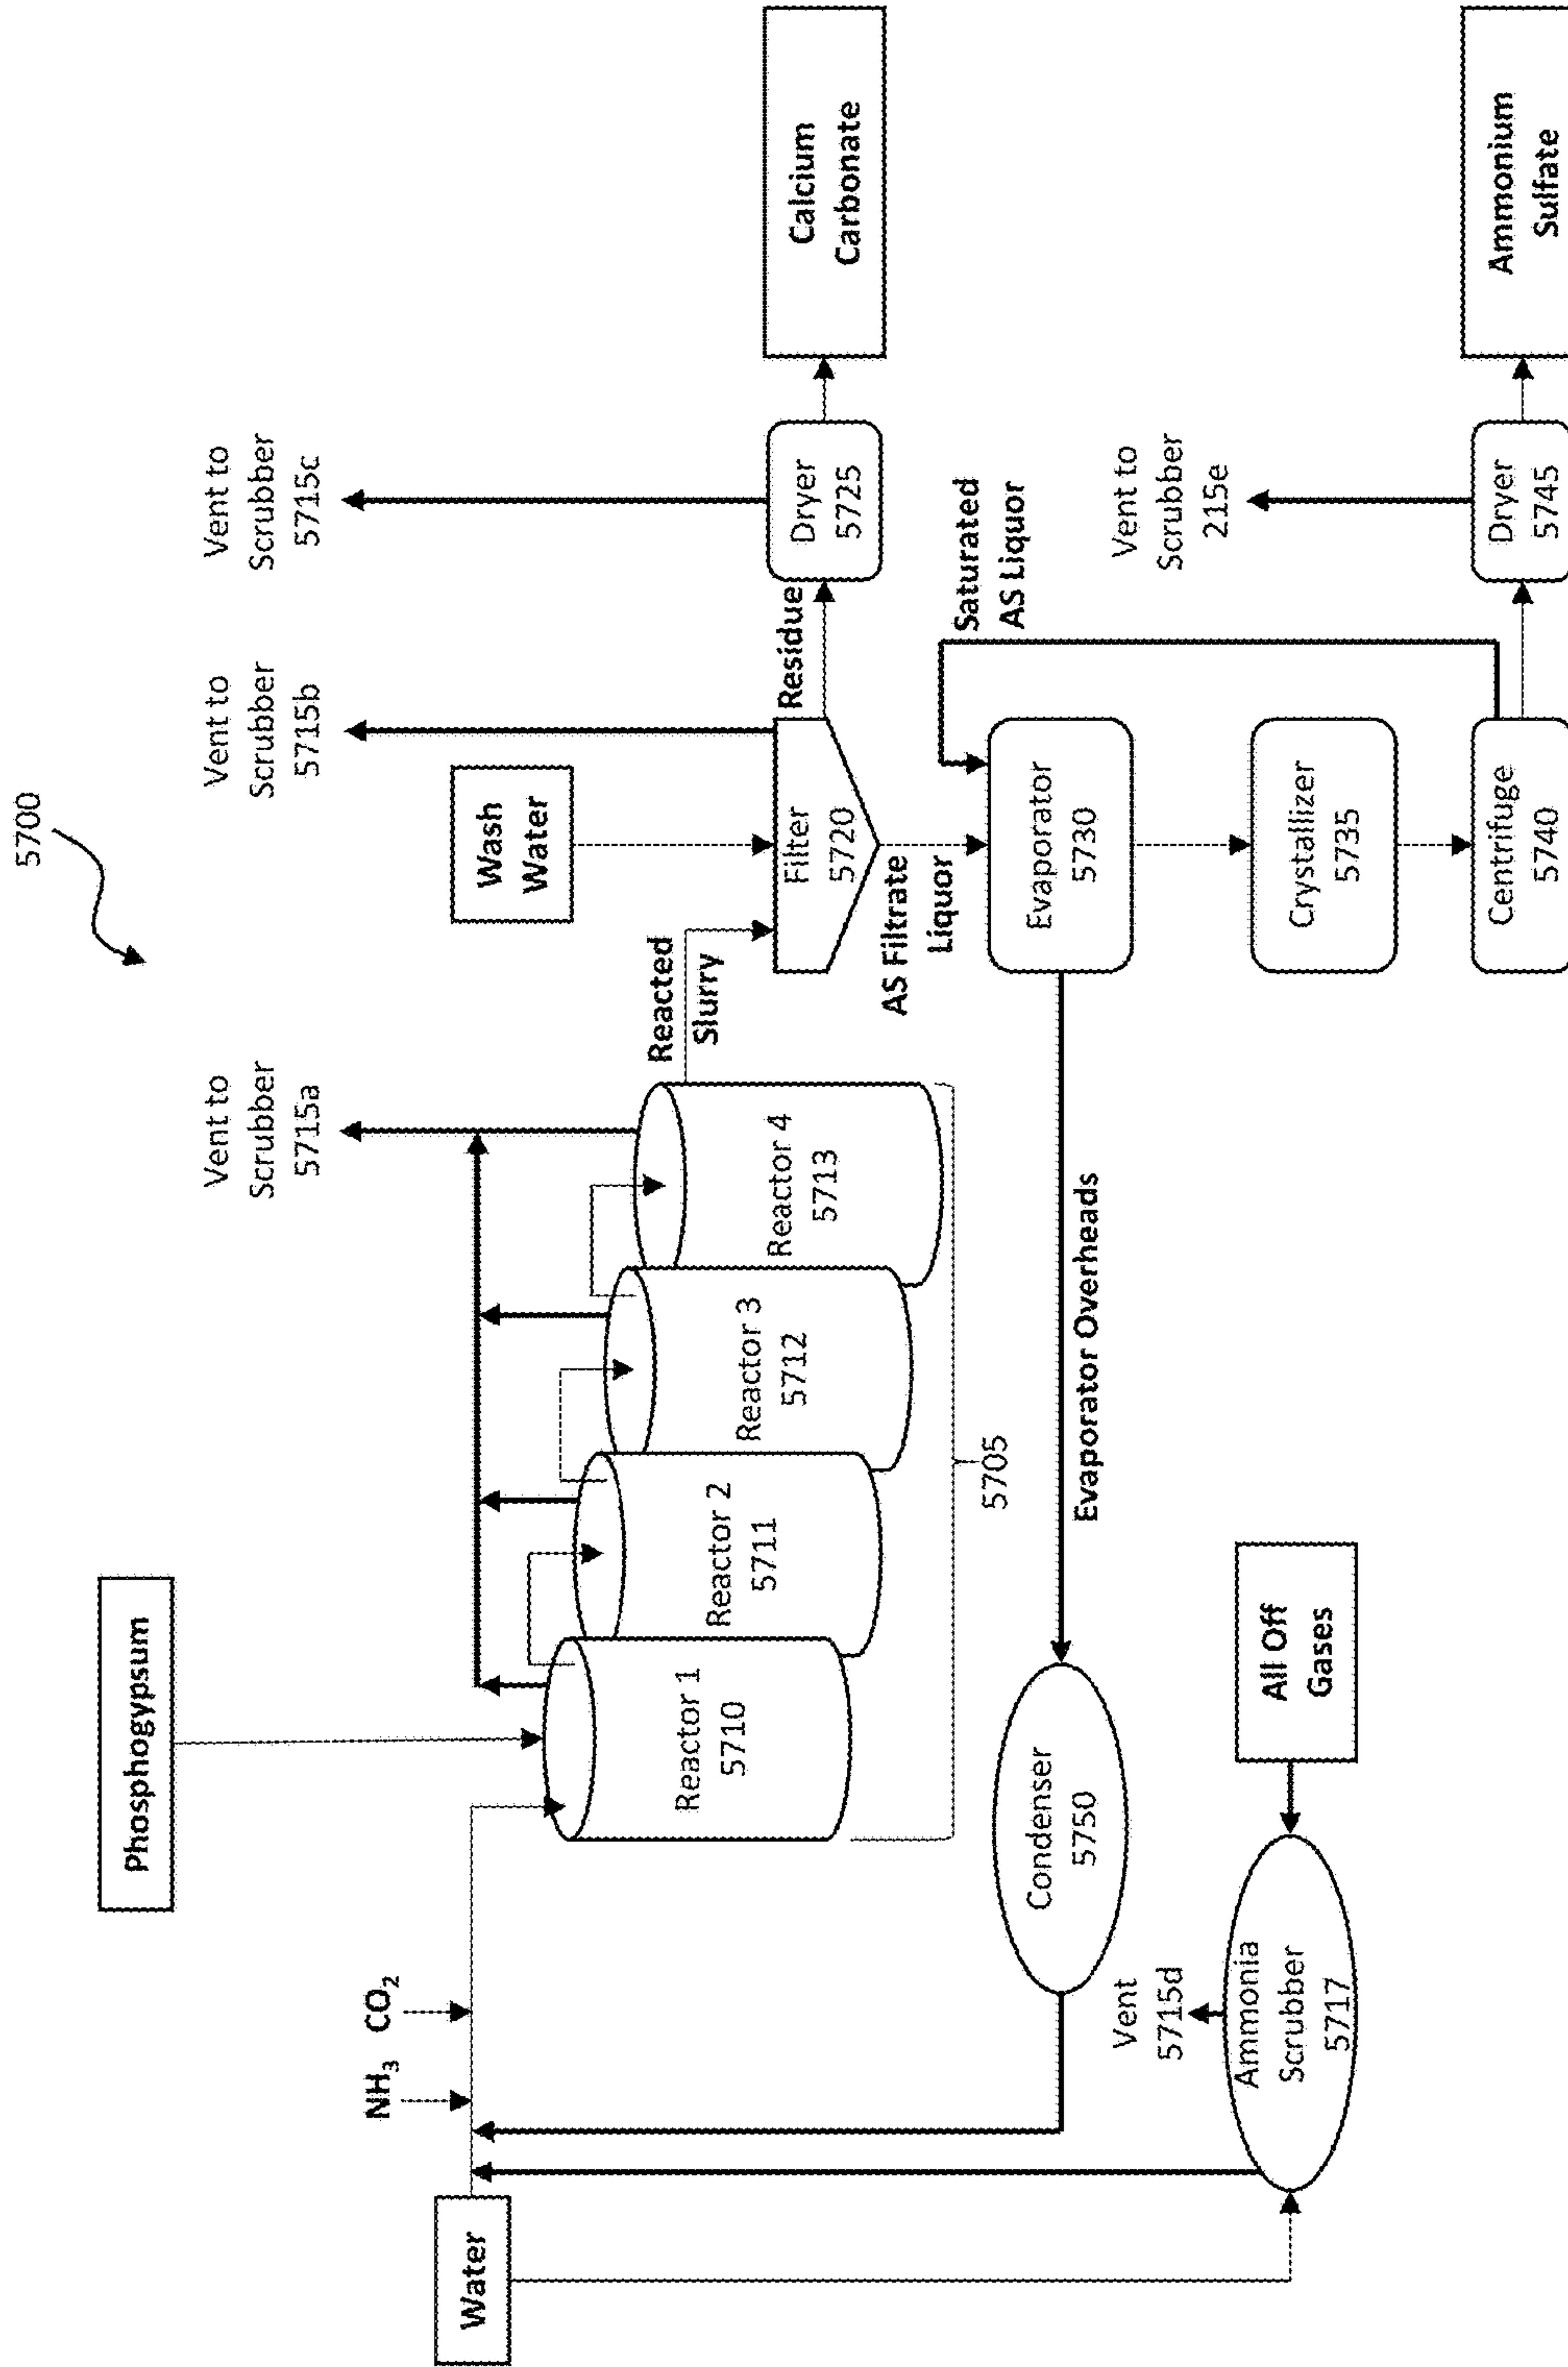 5700
Phosphogypsum
Vent to
Scrubber
5715a
Vent to
Scrubber
5715b
Vent to
Scrubber
5715c
NH3 CO2
Water
Reactor 1
5710
Reactor 2
5711
Reactor 3
5712
Reactor 4
5713
5705
Reacted
Slurry
Wash
Water
Filter
5720
Residue
Dryer
5725
Calcium
Carbonate
AS Filtrate
Liquor
Saturated
AS Liquor
Evaporator
5730
Evaporator Overheads
Condenser
5750
Vent
5715d
Ammonia
Scrubber
5717
All Off
Gases
Crystallizer
5735
Vent to
Scrubber
215e
Centrifuge
5740
Dryer
5745
Ammonium
Sulfate